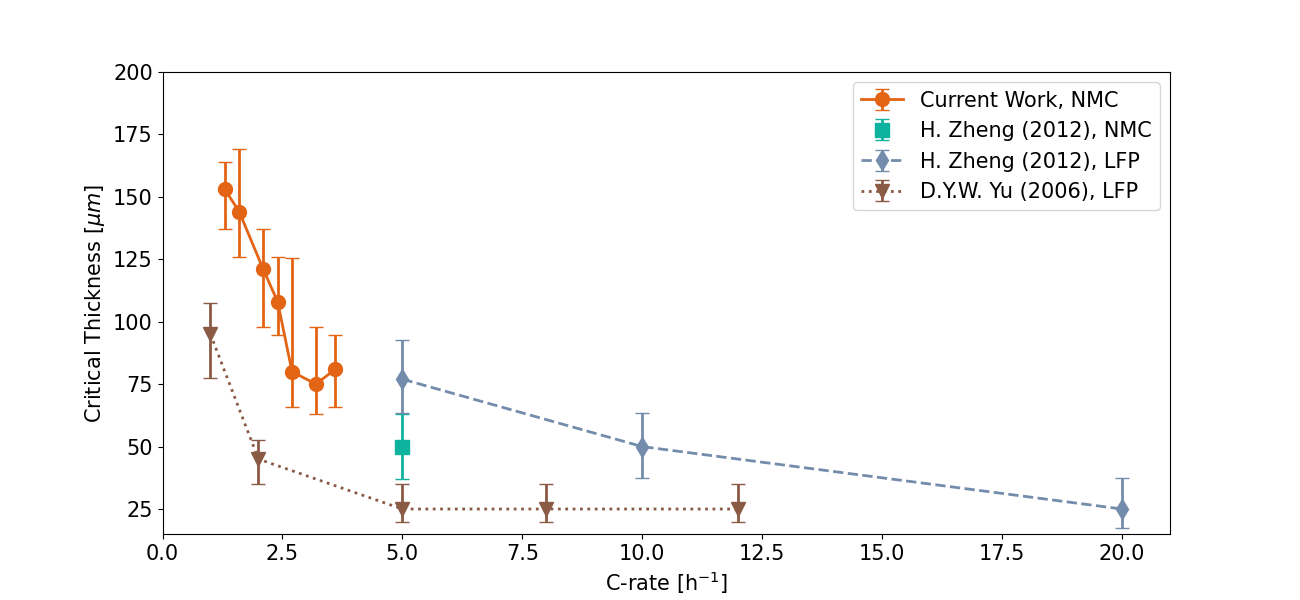 Critical Thickness [μm]
200
175
150
125
100
75
50
25
0.0 2.5 5.0 7.5 10.0 12.5 15.0 17.5 20.0
C-rate [h⁻¹]
Current Work, NMC
H. Zheng (2012), NMC
H. Zheng (2012), LFP
D.Y.W. Yu (2006), LFP